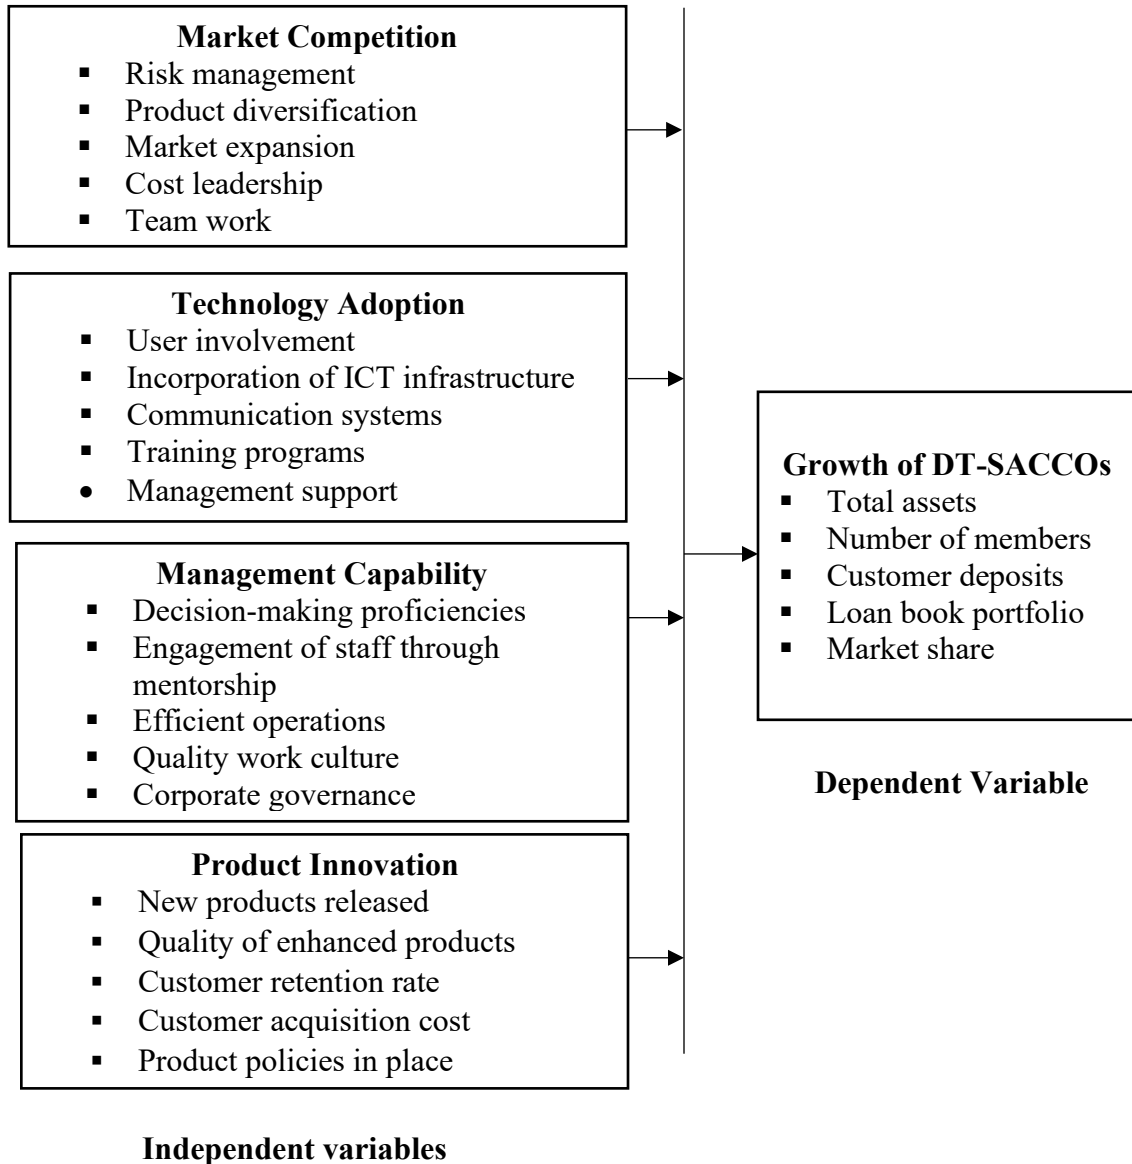 Market Competition
▪ Risk management
▪ Product diversification
▪ Market expansion
▪ Cost leadership
▪ Team work
Technology Adoption
▪ User involvement
▪ Incorporation of ICT infrastructure
▪ Communication systems
▪ Training programs
• Management support
Management Capability
▪ Decision-making proficiencies
▪ Engagement of staff through
mentorship
▪ Efficient operations
▪ Quality work culture
▪ Corporate governance
Product Innovation
▪ New products released
▪ Quality of enhanced products
▪ Customer retention rate
▪ Customer acquisition cost
▪ Product policies in place
Independent variables
Growth of DT-SACCOs
▪ Total assets
▪ Number of members
▪ Customer deposits
▪ Loan book portfolio
▪ Market share
Dependent Variable